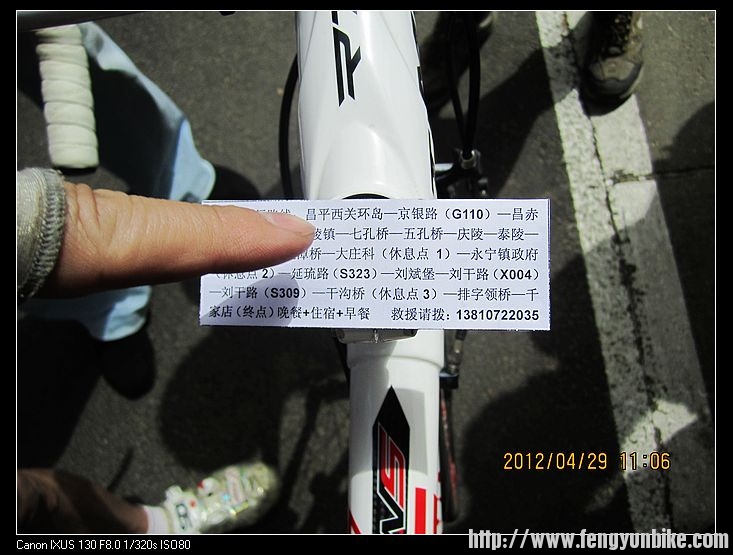 昌平西关环岛—京银路（G110）—昌赤
陵镇—七孔桥—五孔桥—庆陵—泰陵—
桥—大庄科（休息点 1）—永宁镇政府
（休息点 2）—延琉路（S323）—刘斌堡—刘干路（X004）
—刘干路（S309）—干沟桥（休息点 3）—排字领桥—千
家店（终点）晚餐+住宿+早餐 救援请拨：13810722035
2012/04/29 11:06
Canon IXUS 130 F8.0 1/320s ISO80
http://www.fengyunbike.com